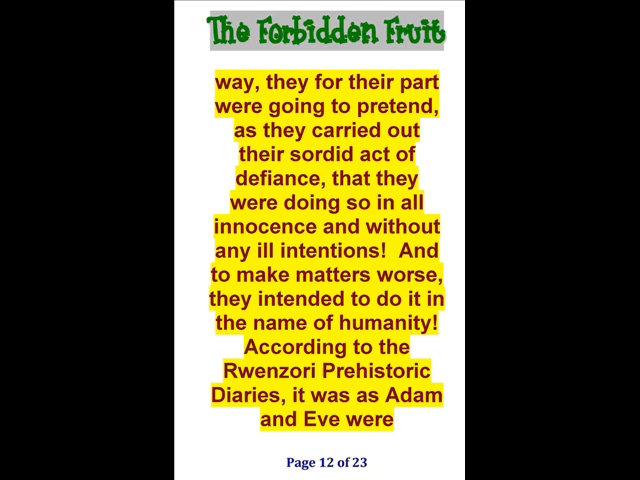 The Forbidden Fruit
way, they for their part
were going to pretend,
as they carried out
their sordid act of
defiance, that they
were doing so in all
innocence and without
any ill intentions!  And
to make matters worse,
they intended to do it in
the name of humanity!
According to the
Rwenzori Prehistoric
Diaries, it was as Adam
and Eve were
Page 12 of 23